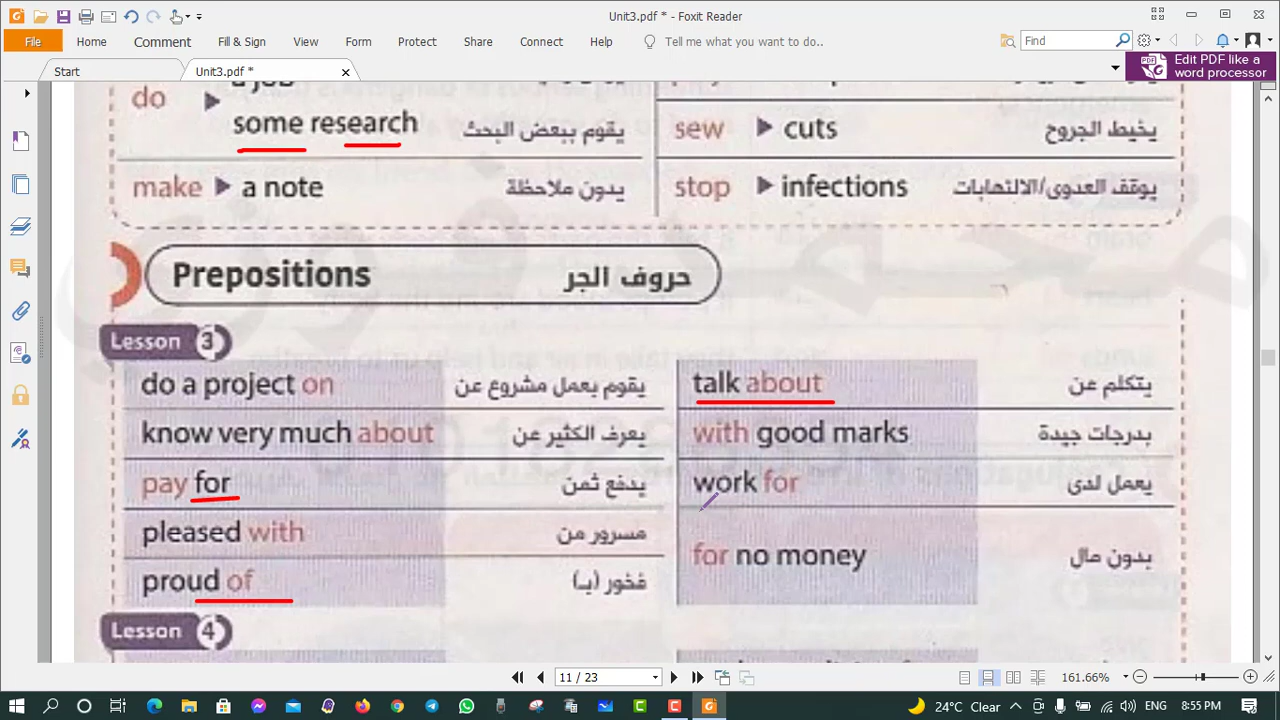 Unit3.pdf * - Foxit Reader
File Home Comment Fill & Sign View Form Protect Share Connect Help Tell me what you want to do.. Find
Start Unit3.pdf * Edit PDF like a word processor
do
some research يقوم ببعض البحث
make a note يدون ملاحظة
sew cuts يخيط الجروح
stop infections يوقف العدوى/الالتهابات
Prepositions حروف الجر
Lesson 3
do a project on يقوم بعمل مشروع عن
know very much about يعرف الكثير عن
pay for يدفع ثمن
pleased with مسرور من
proud of فخور (بـ)
talk about يتكلم عن
with good marks بدرجات جيدة
work for يعمل لدى
for no money بدون مال
Lesson 4
11 / 23 161.66%
24°C Clear ENG 8:55 PM